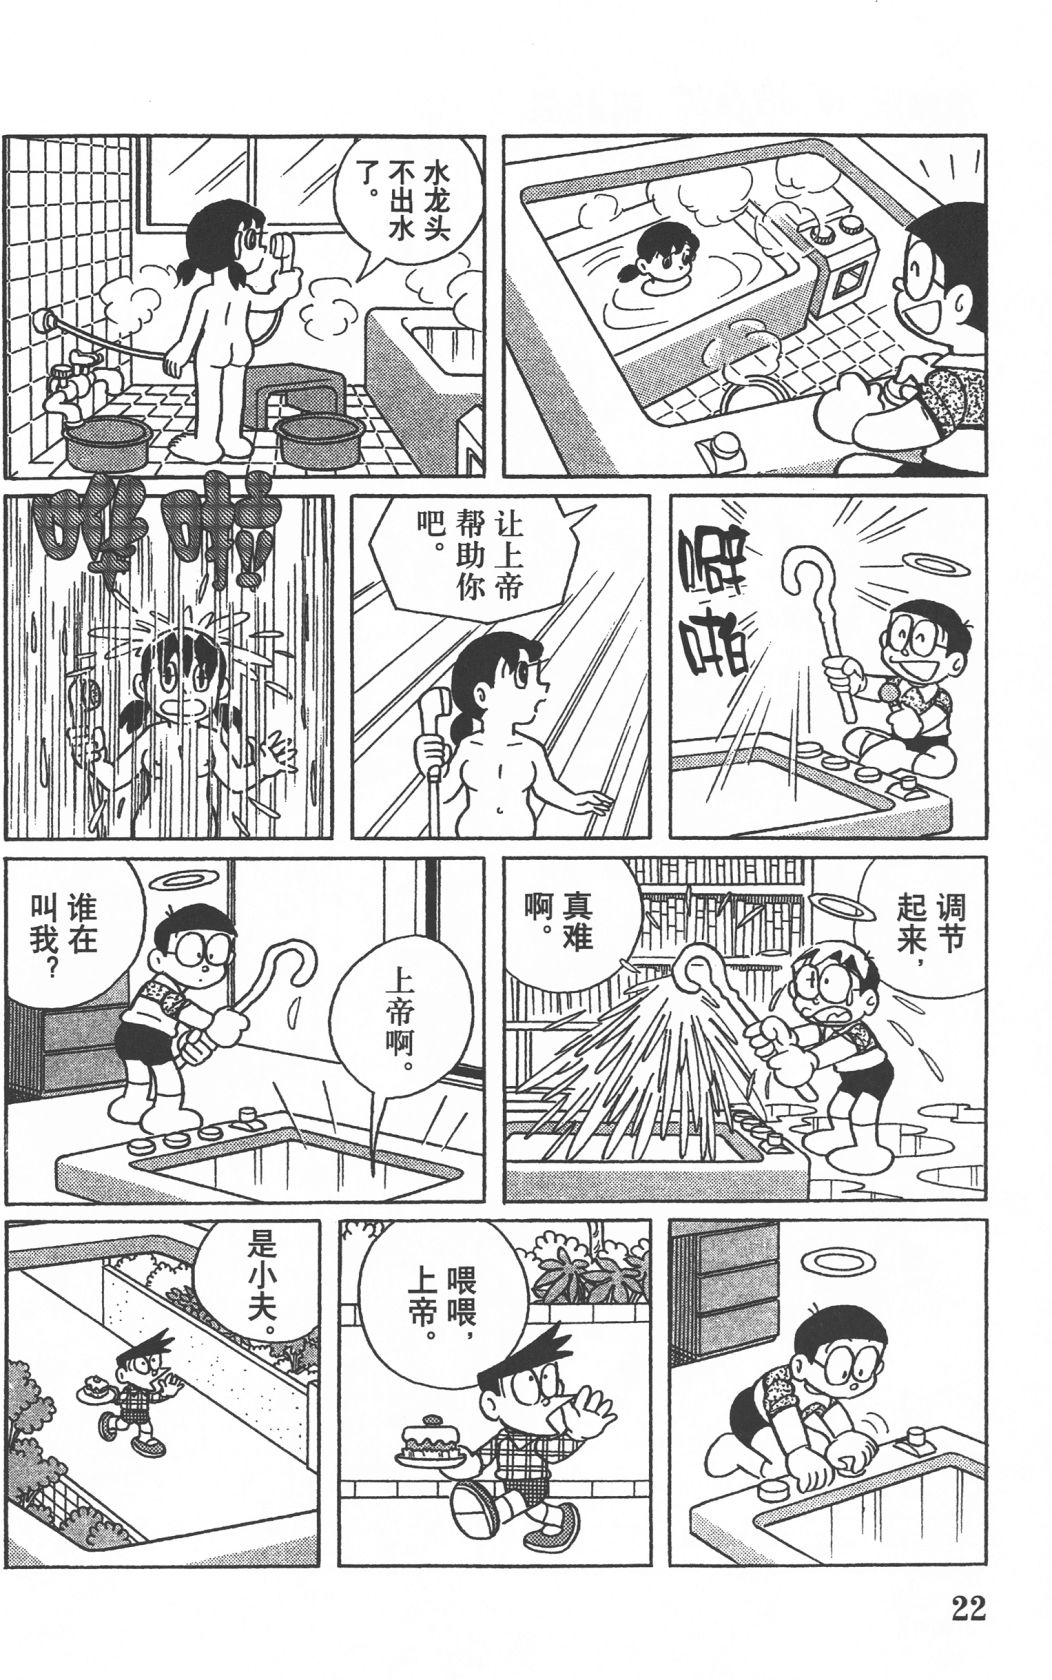 水龙头
不出水
了。
让上帝
帮助你
吧。
调节
起来，
真难
啊。
上帝啊。
谁在
叫我？
喂喂，
上帝。
是小夫。
22